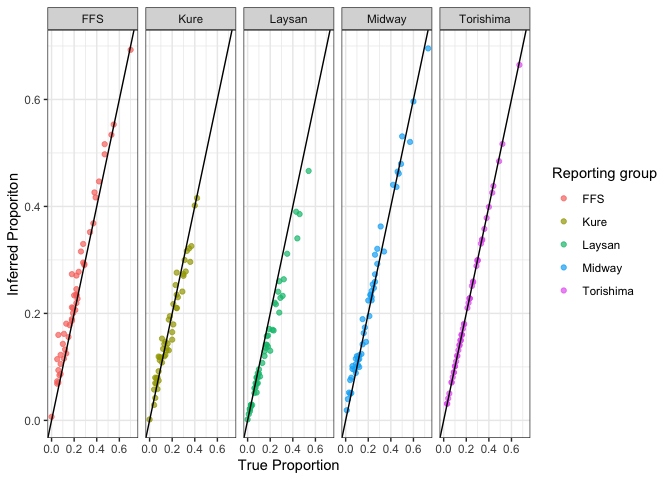 FFS Kure Laysan Midway Torishima
0.6
0.4
0.2
0.0
Inferred Proporiton
0.0 0.2 0.4 0.6 0.0 0.2 0.4 0.6 0.0 0.2 0.4 0.6 0.0 0.2 0.4 0.6 0.0 0.2 0.4 0.6
True Proportion
Reporting group
FFS
Kure
Laysan
Midway
Torishima